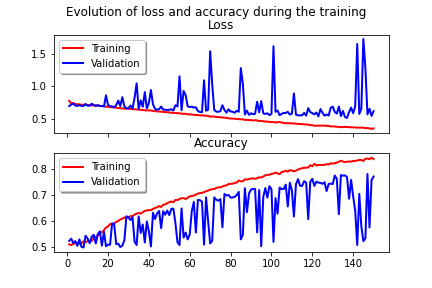 Evolution of loss and accuracy during the training
Loss
1.5
1.0
0.5
Training
Validation
Accuracy
0.8
0.7
0.6
0.5
Training
Validation
0 20 40 60 80 100 120 140